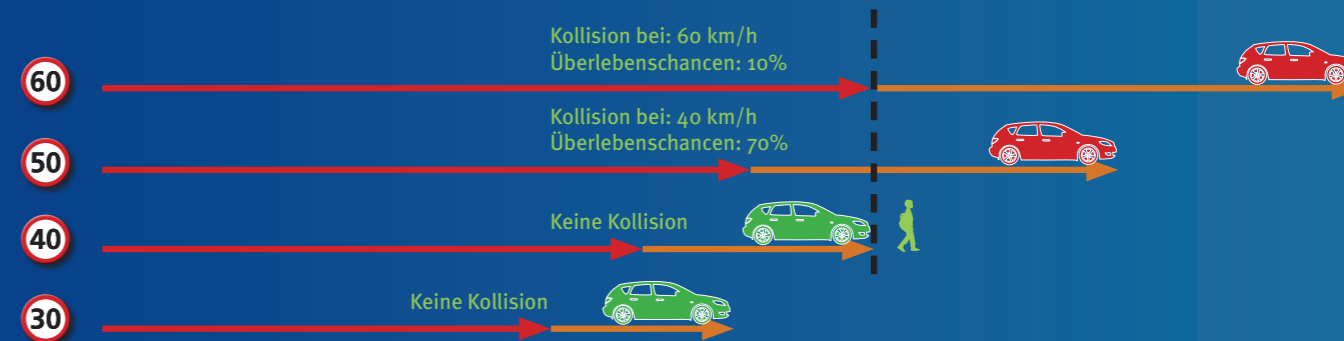 60
Kollision bei: 60 km/h
Überlebenschancen: 10%
50
Kollision bei: 40 km/h
Überlebenschancen: 70%
40
Keine Kollision
30
Keine Kollision